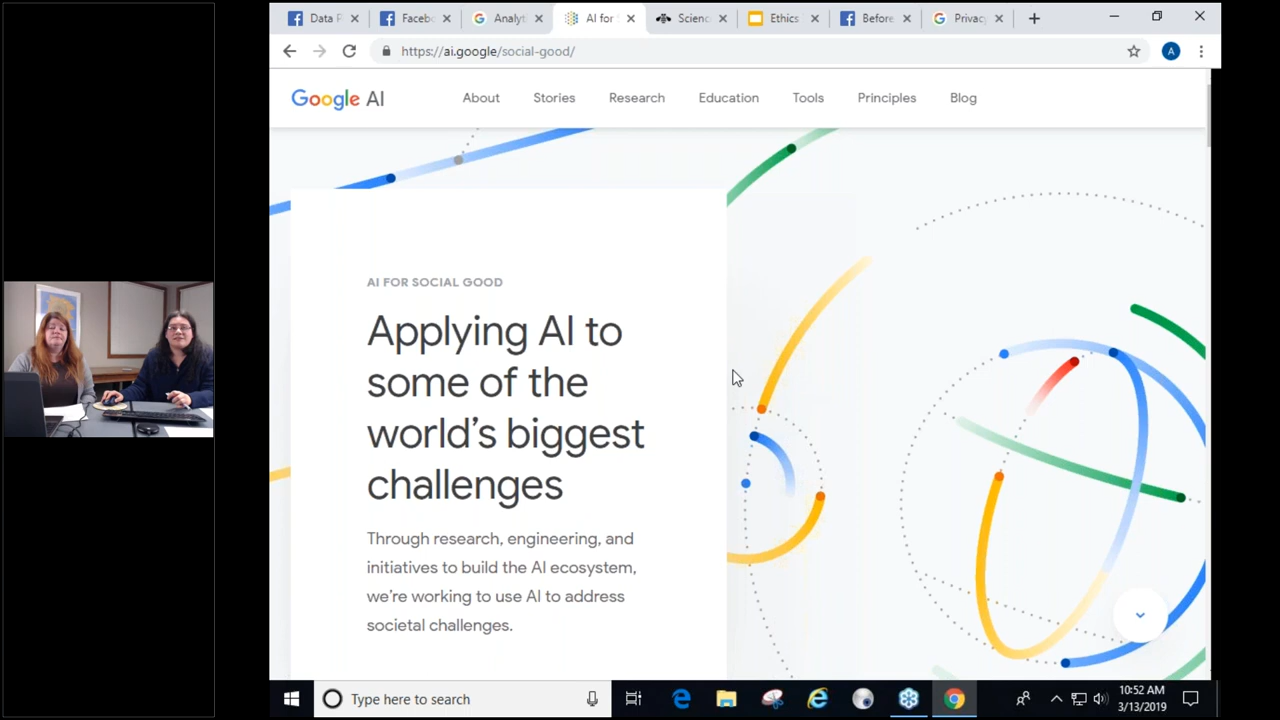 Data P
Faceb
Analyt
AI for
Scienc
Ethics
Before
Privac
https://ai.google/social-good/
A
Google AI
About
Stories
Research
Education
Tools
Principles
Blog
AI FOR SOCIAL GOOD
Applying AI to
some of the
world's biggest
challenges
Through research, engineering, and
initiatives to build the AI ecosystem,
we're working to use AI to address
societal challenges.
Type here to search
10:52 AM
3/13/2019